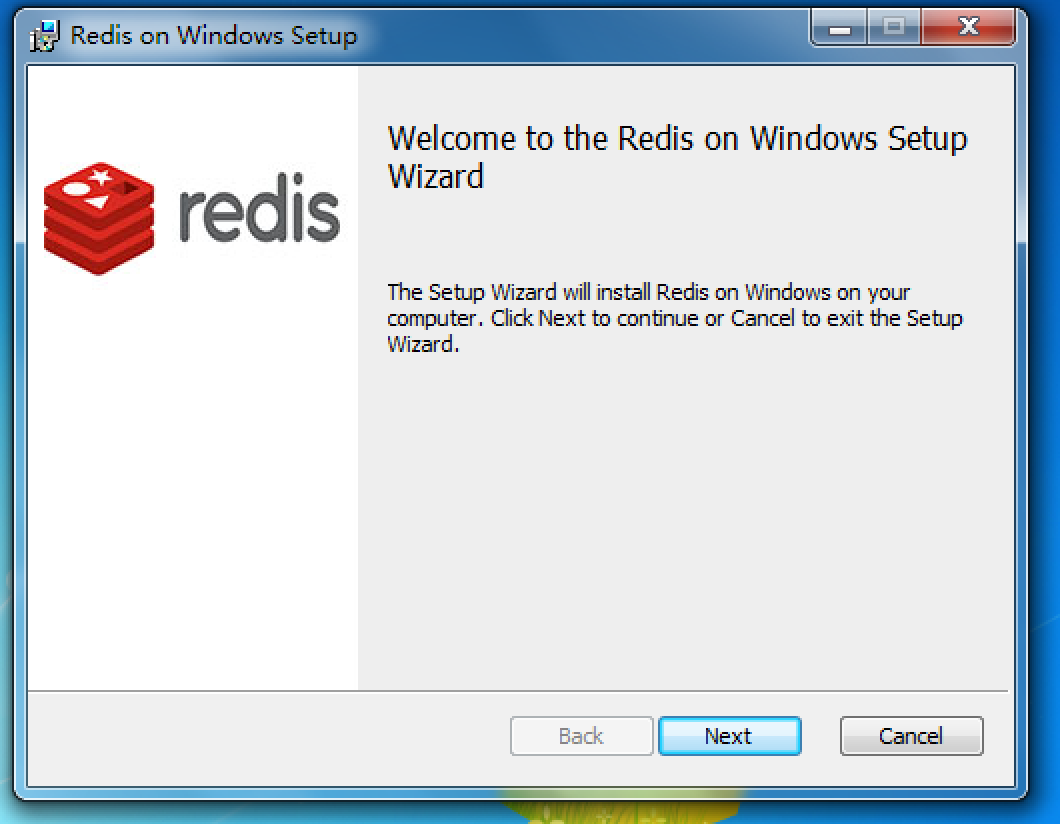 Redis on Windows Setup
redis
Welcome to the Redis on Windows Setup
Wizard
The Setup Wizard will install Redis on Windows on your
computer. Click Next to continue or Cancel to exit the Setup
Wizard.
Back
Next
Cancel